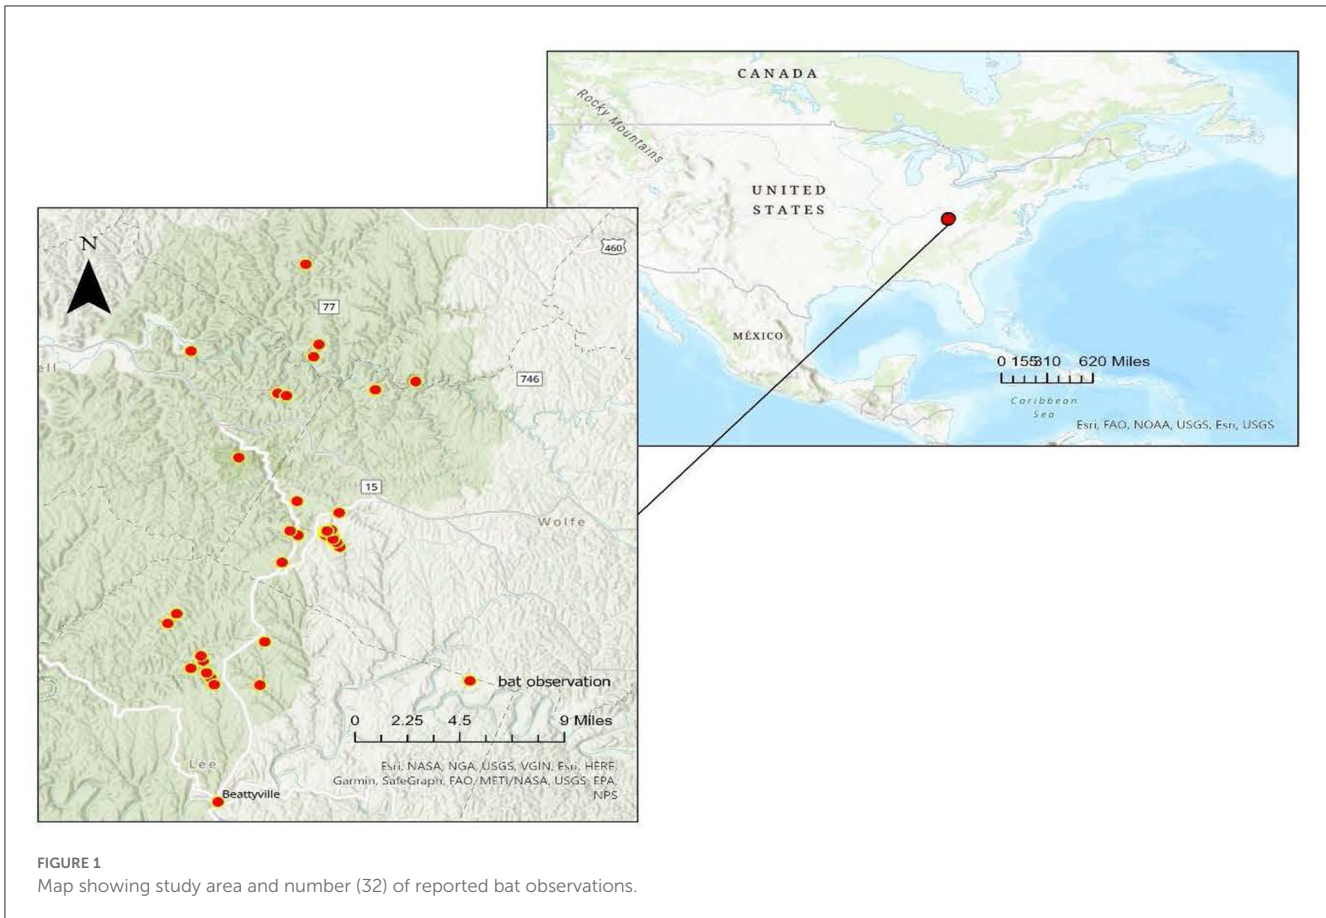 CANADA
Rocky Mountains
UNITED
STATES
MÉXICO
0 155310 620 Miles
Caribbean
Sea
Esri, FAO, NOAA, USGS, Esri, USGS
N
460
77
ell
746
15
Wolfe
bat observation
0 2.25 4.5 9 Miles
Esri, NASA, NGA, USGS, VGIN, Esri, HERE,
Garmin, SafeGraph, FAO, METI/NASA, USGS, EPA,
NPS
Lee
Beattyville
FIGURE 1
Map showing study area and number (32) of reported bat observations.